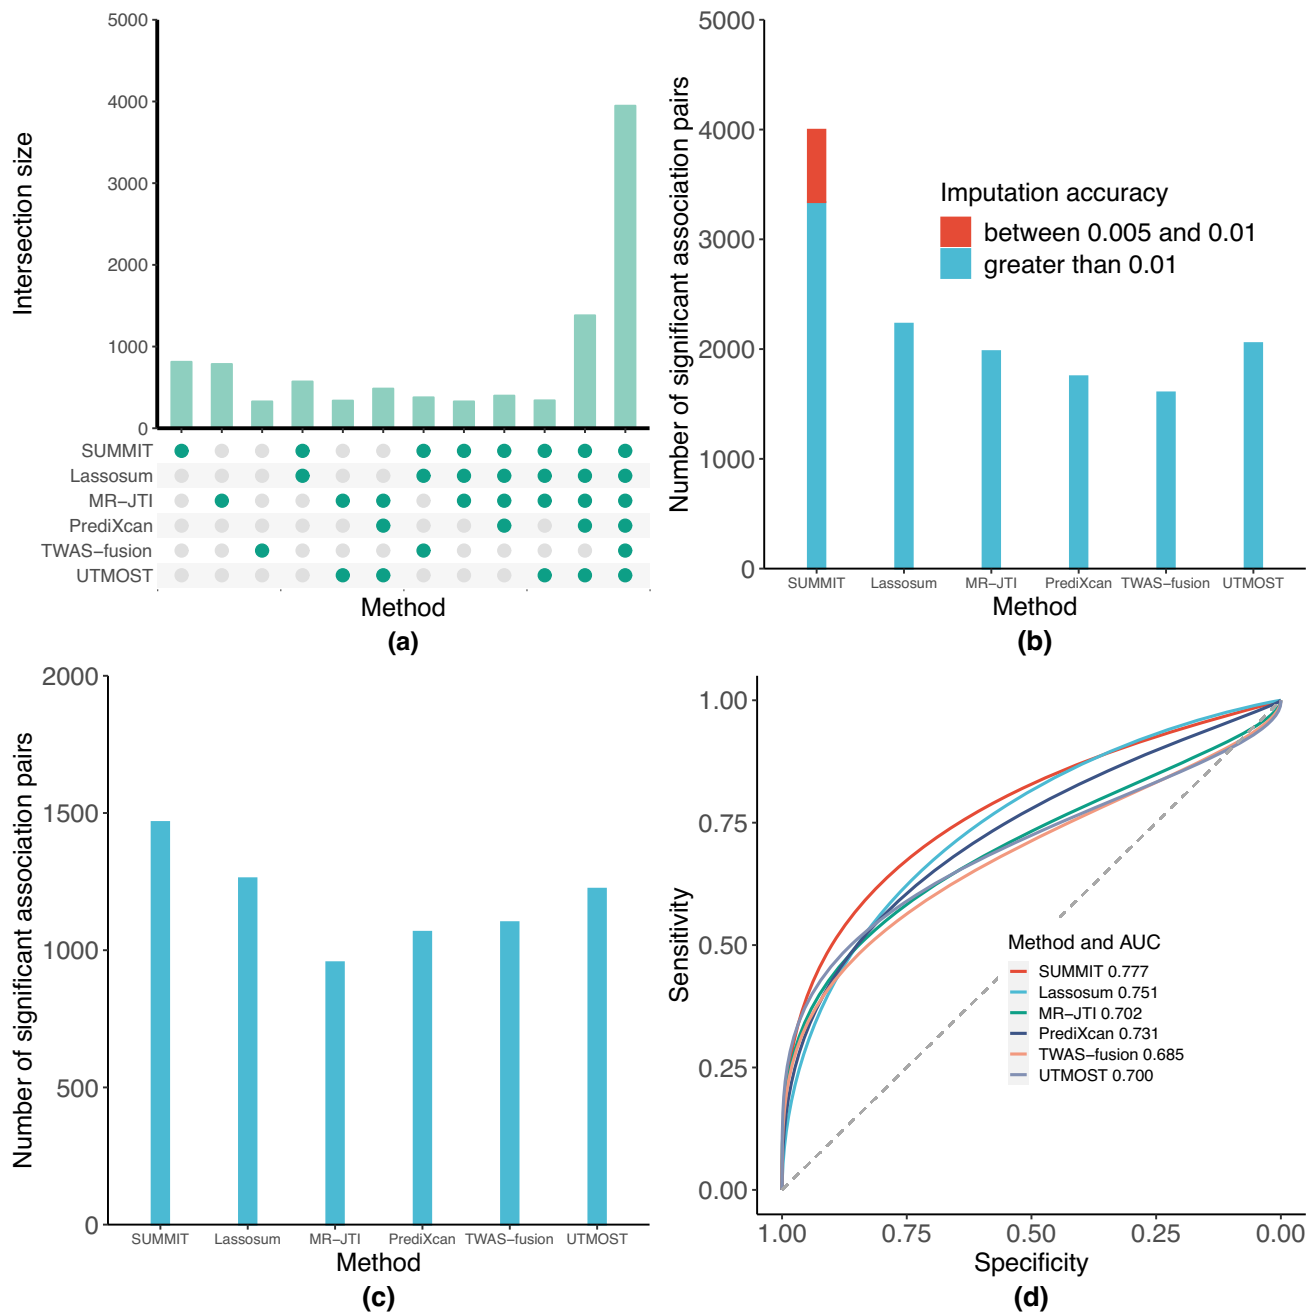 5000
4000
3000
2000
1000
0
Intersection size
SUMMIT
Lassosum
MR−JTI
PrediXcan
TWAS−fusion
UTMOST
Method
(a)
5000
4000
3000
2000
1000
0
Number of significant association pairs
Imputation accuracy
between 0.005 and 0.01
greater than 0.01
SUMMIT Lassosum MR−JTI PrediXcan TWAS−fusion UTMOST
Method
(b)
2000
1500
1000
500
0
Number of significant association pairs
SUMMIT Lassosum MR−JTI PrediXcan TWAS−fusion UTMOST
Method
(c)
1.00
0.75
0.50
0.25
0.00
Sensitivity
Method and AUC
SUMMIT 0.777
Lassosum 0.751
MR−JTI 0.702
PrediXcan 0.731
TWAS−fusion 0.685
UTMOST 0.700
1.00 0.75 0.50 0.25 0.00
Specificity
(d)